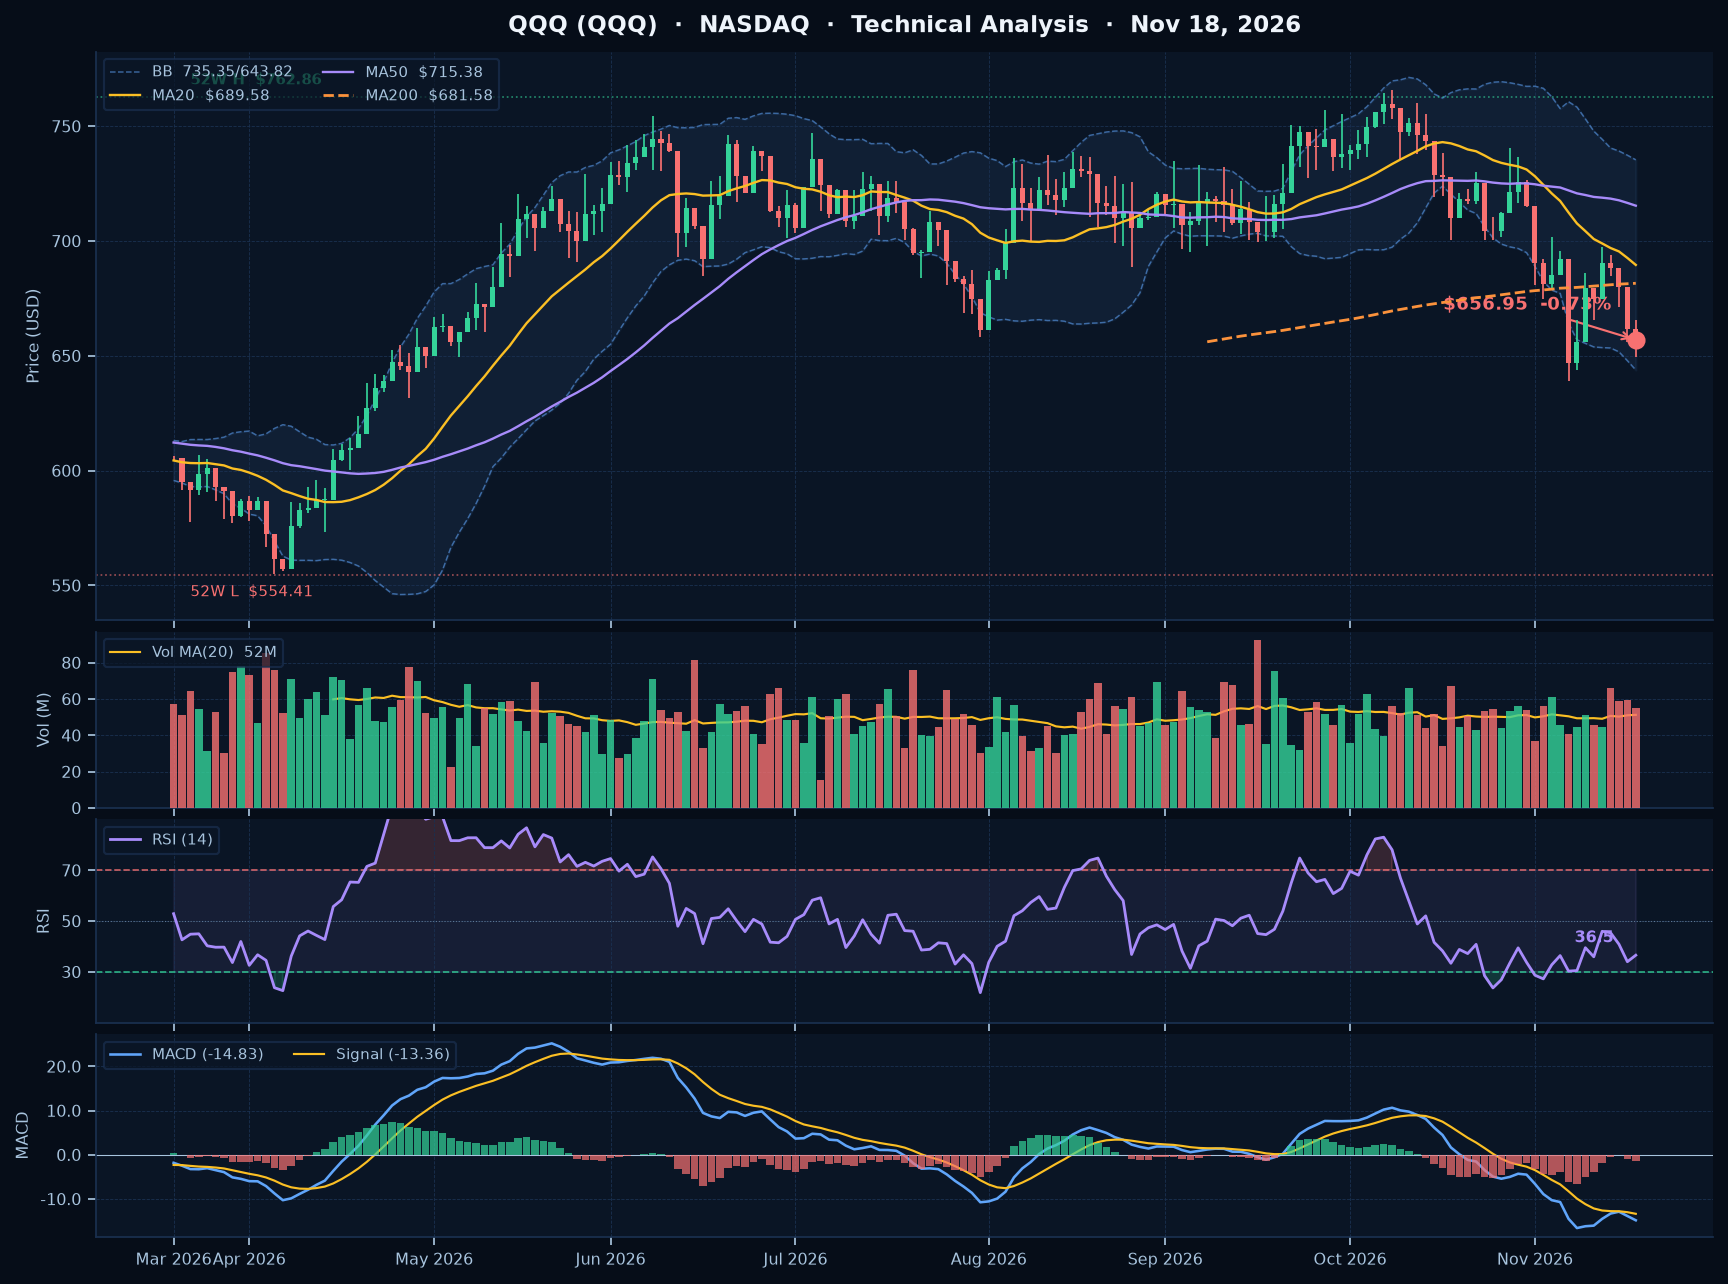 QQQ (QQQ) · NASDAQ · Technical Analysis · Nov 18, 2026
BB 735.35/643.82
MA50 $715.38
52W H $762.86
MA20 $689.58
MA200 $681.58
750
700
650
600
550
Price (USD)
$656.95 -0.73%
52W L $554.41
Vol MA(20) 52M
80
60
40
20
0
Vol (M)
RSI (14)
70
50
30
RSI
36.5
MACD (-14.83)
Signal (-13.36)
20.0
10.0
0.0
-10.0
MACD
Mar 2026
Apr 2026
May 2026
Jun 2026
Jul 2026
Aug 2026
Sep 2026
Oct 2026
Nov 2026